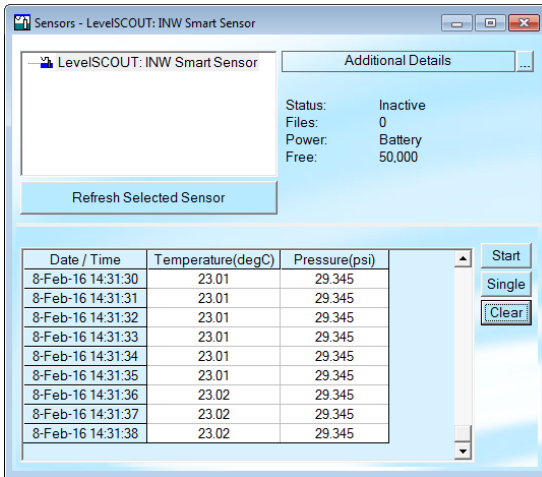 Sensors - LevelSCOUT: INW Smart Sensor
LevelSCOUT: INW Smart Sensor
Additional Details ...
Status: Inactive
Files: 0
Power: Battery
Free: 50,000
Refresh Selected Sensor
Date / Time Temperature(degC) Pressure(psi)
8-Feb-16 14:31:30 23.01 29.345
8-Feb-16 14:31:31 23.01 29.345
8-Feb-16 14:31:32 23.01 29.345
8-Feb-16 14:31:33 23.01 29.345
8-Feb-16 14:31:34 23.01 29.345
8-Feb-16 14:31:35 23.01 29.345
8-Feb-16 14:31:36 23.02 29.345
8-Feb-16 14:31:37 23.02 29.345
8-Feb-16 14:31:38 23.02 29.345
Start
Single
Clear